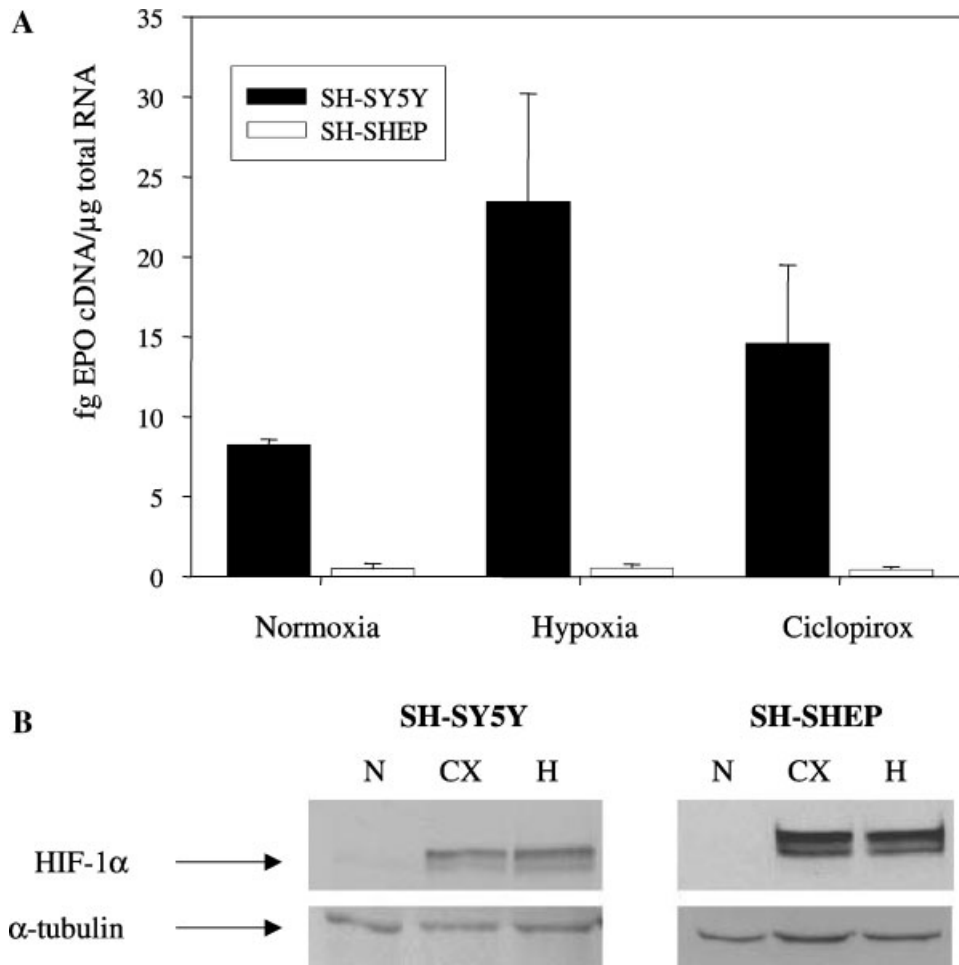 A
35
30
25
20
15
10
5
0
fg EPO cDNA/µg total RNA
SH-SY5Y
SH-SHEP
Normoxia Hypoxia Ciclopirox
B
SH-SY5Y SH-SHEP
N CX H N CX H
HIF-1α
α-tubulin